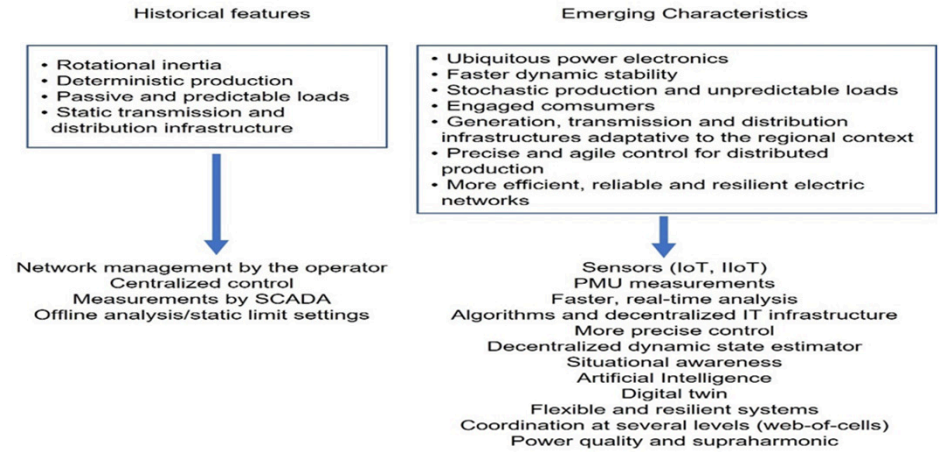 Historical features
• Rotational inertia
• Deterministic production
• Passive and predictable loads
• Static transmission and
distribution infrastructure
Network management by the operator
Centralized control
Measurements by SCADA
Offline analysis/static limit settings
Emerging Characteristics
• Ubiquitous power electronics
• Faster dynamic stability
• Stochastic production and unpredictable loads
• Engaged comsumers
• Generation, transmission and distribution
infrastructures adaptative to the regional context
• Precise and agile control for distributed
production
• More efficient, reliable and resilient electric
networks
Sensors (IoT, IIoT)
PMU measurements
Faster, real-time analysis
Algorithms and decentralized IT infrastructure
More precise control
Decentralized dynamic state estimator
Situational awareness
Artificial Intelligence
Digital twin
Flexible and resilient systems
Coordination at several levels (web-of-cells)
Power quality and supraharmonic